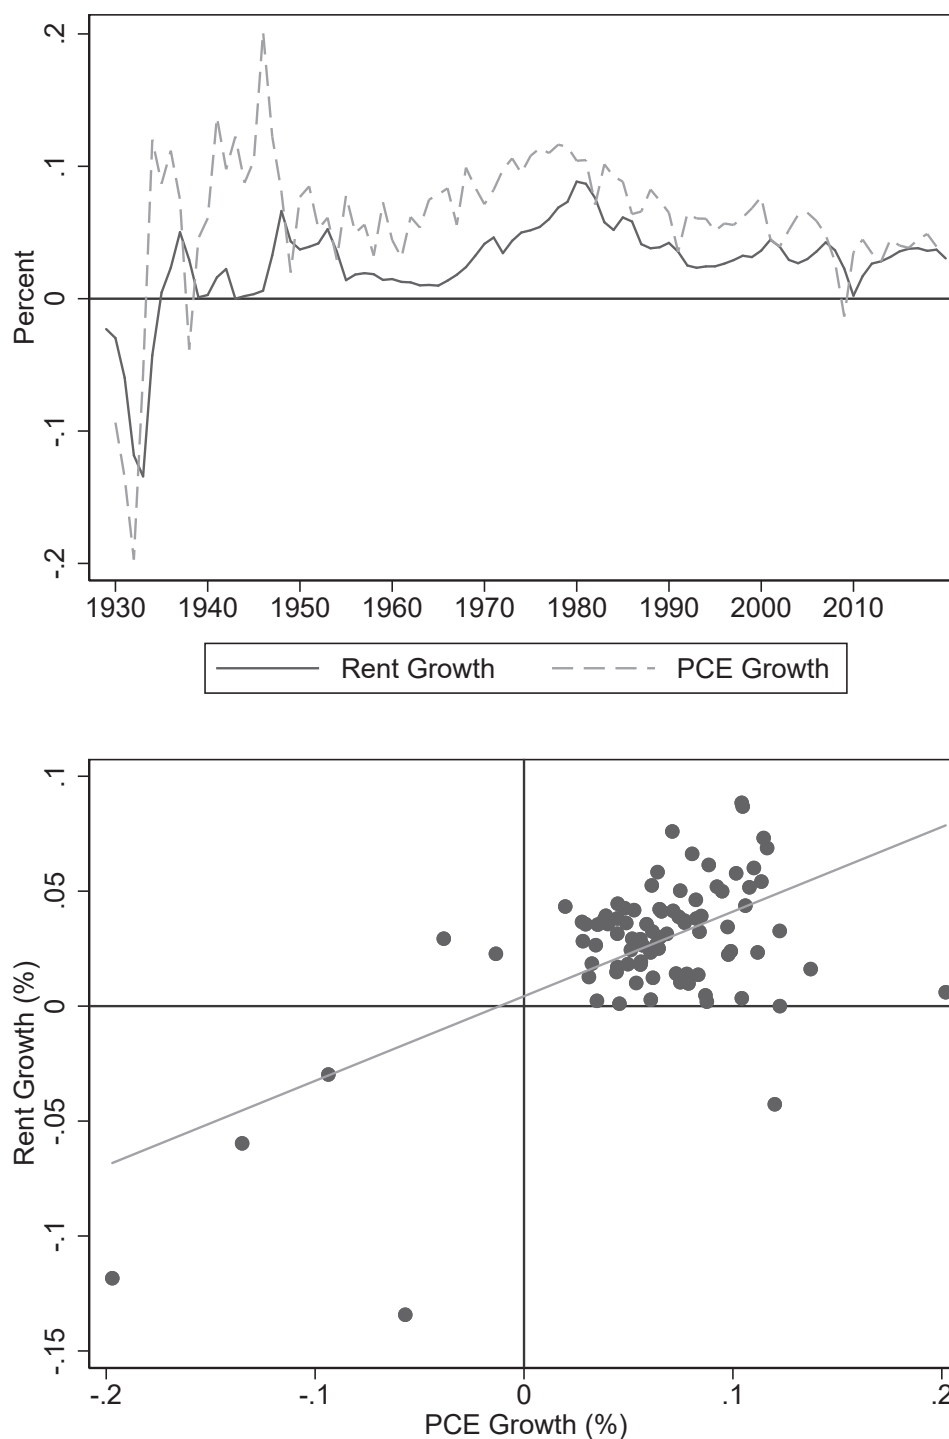 Percent
.2
.1
0
-.1
-.2
1930 1940 1950 1960 1970 1980 1990 2000 2010
Rent Growth PCE Growth
Rent Growth (%)
.1
.05
0
-.05
-.1
-.15
-.2 -.1 0 .1 .2
PCE Growth (%)